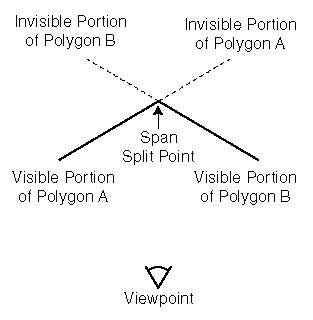 Invisible Portion
of Polygon B
Invisible Portion
of Polygon A
Span
Split Point
Visible Portion
of Polygon A
Visible Portion
of Polygon B
Viewpoint